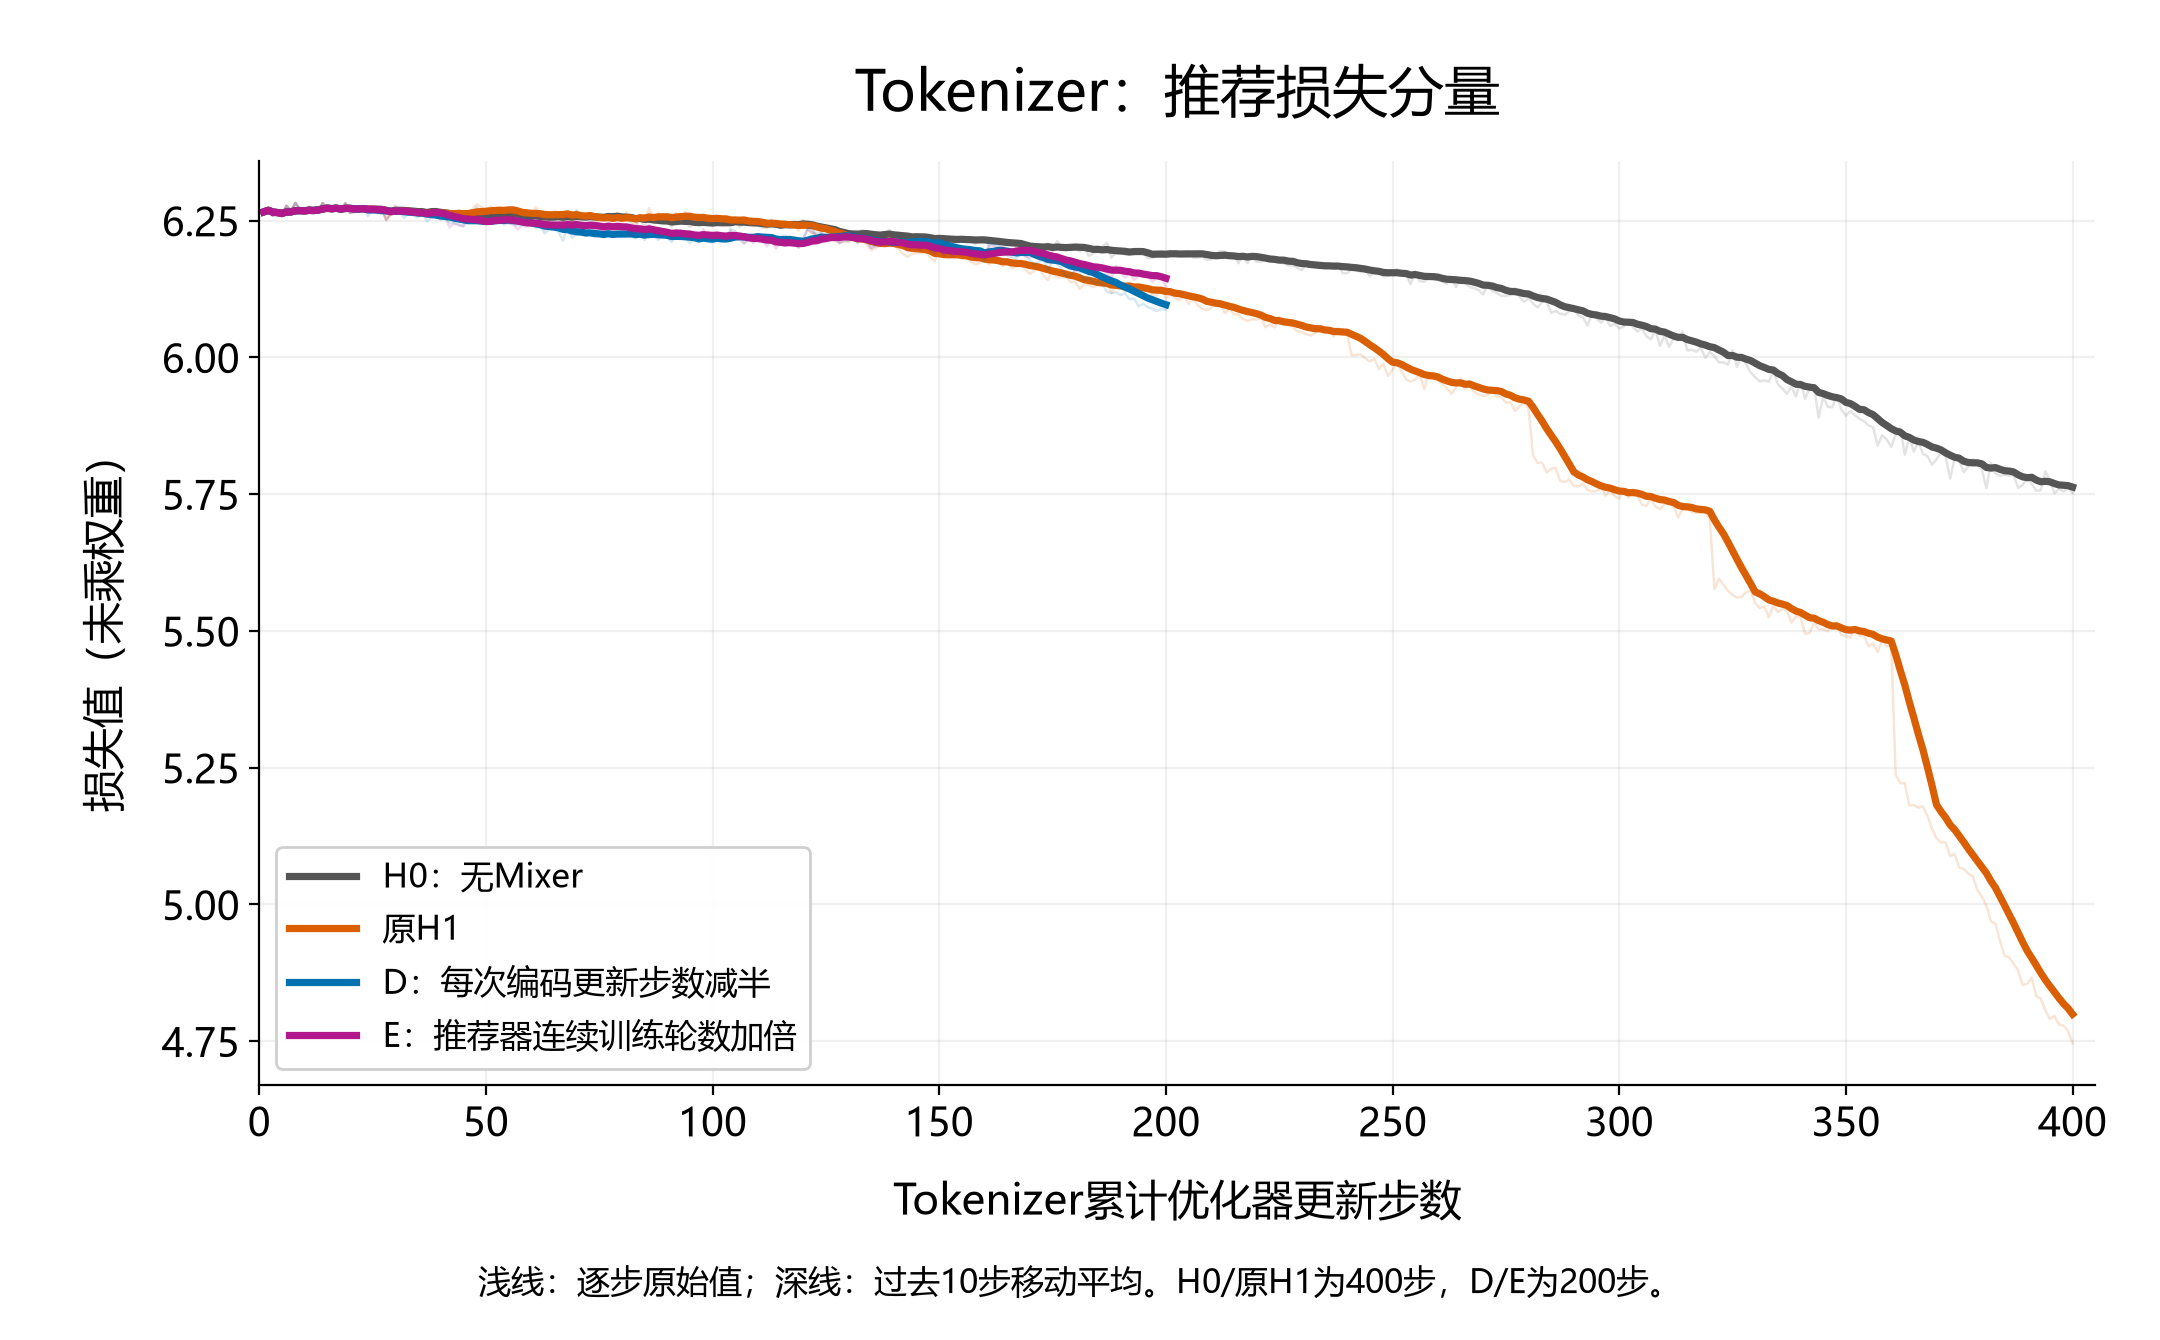 Tokenizer：推荐损失分量
损失值（未乘权重）
6.25
6.00
5.75
5.50
5.25
5.00
4.75
H0：无Mixer
原H1
D：每次编码更新步数减半
E：推荐器连续训练轮数加倍
0 50 100 150 200 250 300 350 400
Tokenizer累计优化器更新步数
浅线：逐步原始值；深线：过去10步移动平均。H0/原H1为400步，D/E为200步。